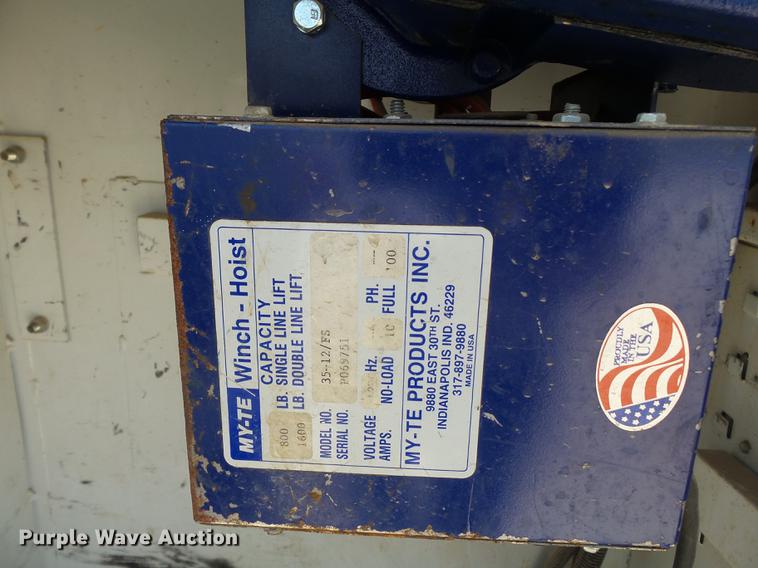 MY-TE Winch - Hoist
CAPACITY
800 LB. SINGLE LINE LIFT
1600 LB. DOUBLE LINE LIFT
MODEL NO. 35-12/FS
SERIAL NO. P069751
VOLTAGE Hz. PH.
AMPS. NO-LOAD FULL
MY-TE PRODUCTS INC.
9880 EAST 30TH ST.
INDIANAPOLIS IND. 46229
317-897-9880
MADE IN USA
PROUDLY
MADE
IN THE
USA
Purple Wave Auction